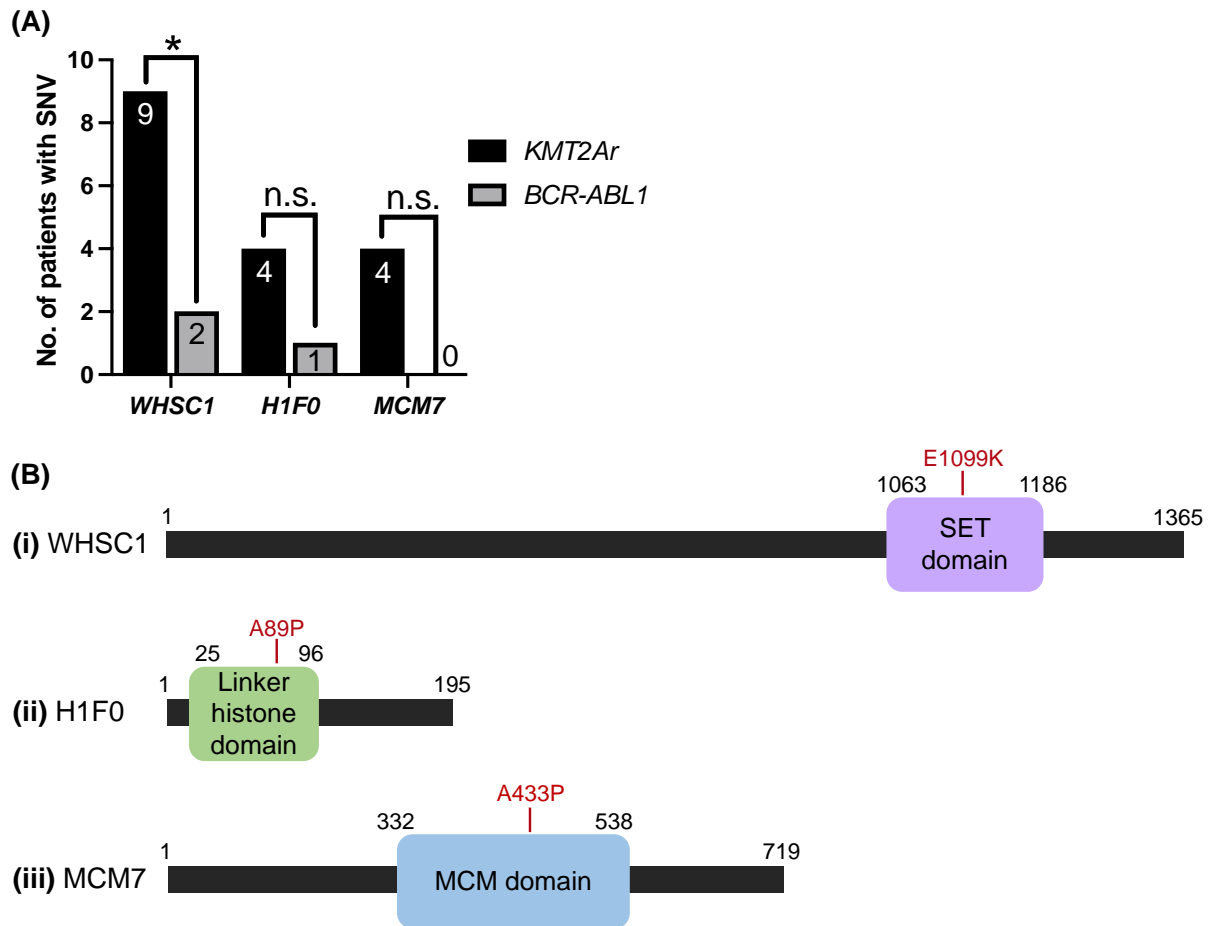 (A)
10
8
6
4
2
0
No. of patients with SNV
*
9
2
n.s.
4
1
n.s.
4
0
WHSC1 H1F0 MCM7
KMT2Ar
BCR-ABL1
(B)
E1099K
1063 1186
1 1365
(i) WHSC1
SET
domain
A89P
25 96
1 195
(ii) H1F0
Linker
histone
domain
A433P
332 538
1 719
(iii) MCM7
MCM domain